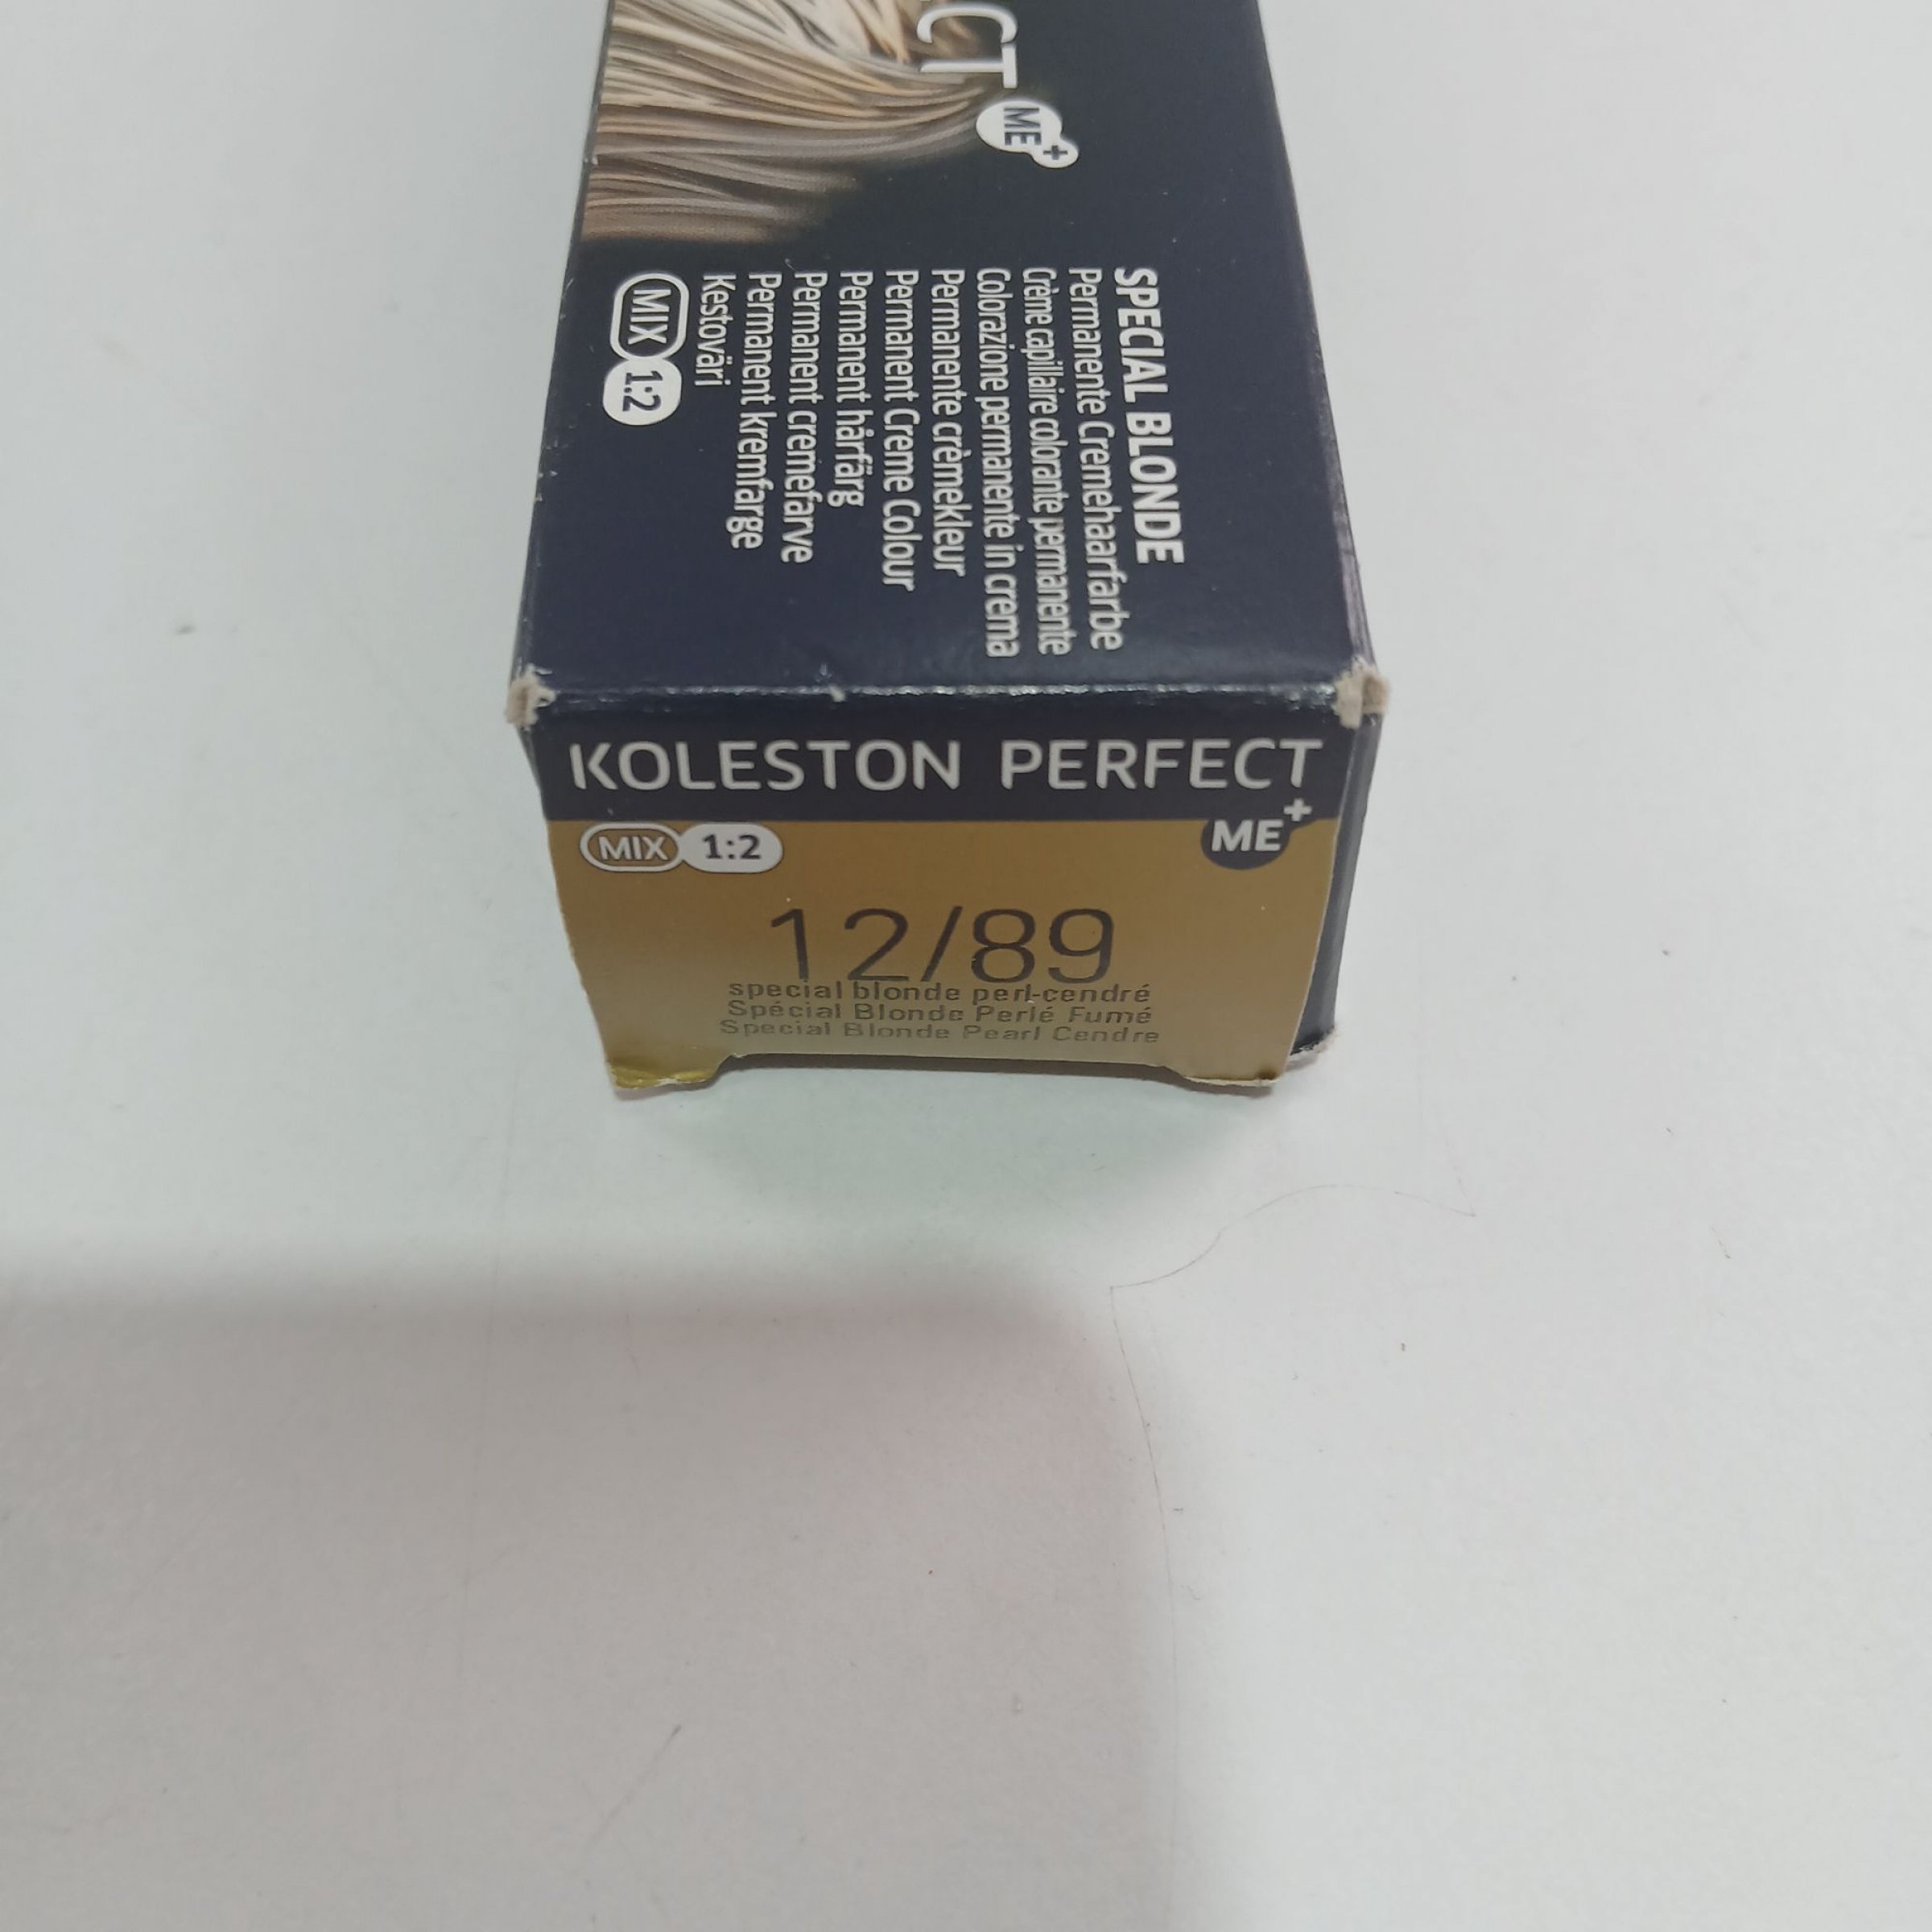 CT
ME+
SPECIAL BLONDE
Permanente Cremehaarfarbe
Crème capillaire colorante permanente
Colorazione permanente in crema
Permanente crèmekleur
Permanent Creme Colour
Permanent hårfärg
Permanent cremefarve
Permanent kremfarge
Kestoväri
MIX 1:2
KOLESTON PERFECT
MIX 1:2 ME+
12/89
special blonde perl-cendré
Spécial Blonde Perlé Fumé
Special Blonde Pearl Cendre